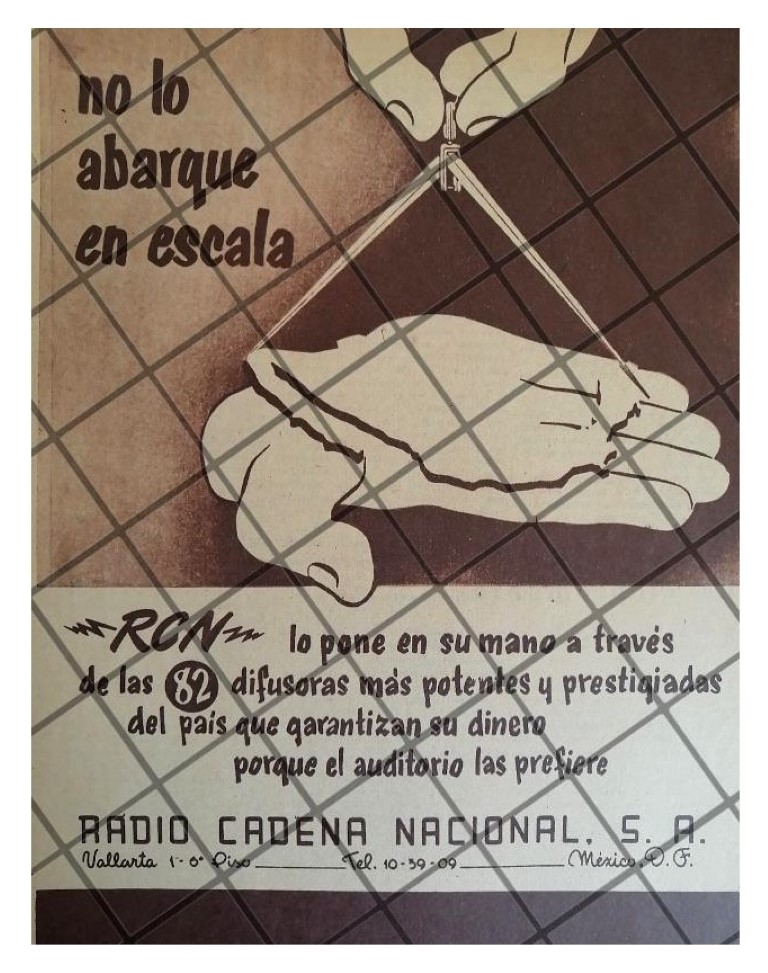 no lo
abarque
en escala
RCN lo pone en su mano a través
de las 82 difusoras más potentes y prestigiadas
del país que garantizan su dinero
porque el auditorio las prefiere
RADIO CADENA NACIONAL, S. A.
Vallarta 1-6º Piso Tel. 10-39-09 México, D. F.